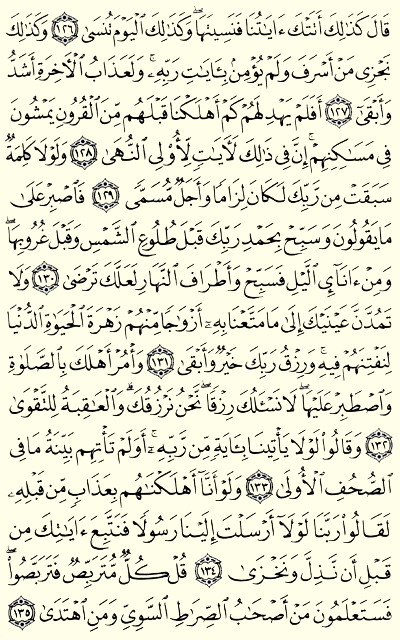 قَالَ كَذَٰلِكَ أَتَتْكَ ءَايَٰتُنَا فَنَسِيتَهَا ۖ وَكَذَٰلِكَ ٱلْيَوْمَ تُنسَىٰ ١٢٦ وَكَذَٰلِكَ
نَجْزِى مَنْ أَسْرَفَ وَلَمْ يُؤْمِنۢ بِـَٔايَٰتِ رَبِّهِۦ ۚ وَلَعَذَابُ ٱلْـَٔاخِرَةِ أَشَدُّ
وَأَبْقَىٰٓ ١٢٧ أَفَلَمْ يَهْدِ لَهُمْ كَمْ أَهْلَكْنَا قَبْلَهُم مِّنَ ٱلْقُرُونِ يَمْشُونَ
فِى مَسَٰكِنِهِمْ ۗ إِنَّ فِى ذَٰلِكَ لَـَٔايَٰتٍ لِّأُو۟لِى ٱلنُّهَىٰ ١٢٨ وَلَوْلَا كَلِمَةٌ
سَبَقَتْ مِن رَّبِّكَ لَكَانَ لِزَامًا وَأَجَلٌ مُّسَمًّى ١٢٩ فَٱصْبِرْ عَلَىٰ
مَا يَقُولُونَ وَسَبِّحْ بِحَمْدِ رَبِّكَ قَبْلَ طُلُوعِ ٱلشَّمْسِ وَقَبْلَ غُرُوبِهَا ۖ
وَمِنْ ءَانَآئِ ٱلَّيْلِ فَسَبِّحْ وَأَطْرَافَ ٱلنَّهَارِ لَعَلَّكَ تَرْضَىٰ ١٣٠ وَلَا
تَمُدَّنَّ عَيْنَيْكَ إِلَىٰ مَا مَتَّعْنَا بِهِۦٓ أَزْوَٰجًا مِّنْهُمْ زَهْرَةَ ٱلْحَيَوٰةِ ٱلدُّنْيَا
لِنَفْتِنَهُمْ فِيهِ ۚ وَرِزْقُ رَبِّكَ خَيْرٌ وَأَبْقَىٰ ١٣١ وَأْمُرْ أَهْلَكَ بِٱلصَّلَوٰةِ
وَٱصْطَبِرْ عَلَيْهَا ۖ لَا نَسْـَٔلُكَ رِزْقًا ۖ نَّحْنُ نَرْزُقُكَ ۗ وَٱلْعَٰقِبَةُ لِلتَّقْوَىٰ
١٣٢ وَقَالُوا۟ لَوْلَا يَأْتِينَا بِـَٔايَةٍ مِّن رَّبِّهِۦٓ ۚ أَوَلَمْ تَأْتِهِم بَيِّنَةُ مَا فِى
ٱلصُّحُفِ ٱلْأُولَىٰ ١٣٣ وَلَوْ أَنَّآ أَهْلَكْنَٰهُم بِعَذَابٍ مِّن قَبْلِهِۦ
لَقَالُوا۟ رَبَّنَا لَوْلَآ أَرْسَلْتَ إِلَيْنَا رَسُولًا فَنَتَّبِعَ ءَايَٰتِكَ مِن
قَبْلِ أَن نَّذِلَّ وَنَخْزَىٰ ١٣٤ قُلْ كُلٌّ مُّتَرَبِّصٌ فَتَرَبَّصُوا۟ ۖ
فَسَتَعْلَمُونَ مَنْ أَصْحَٰبُ ٱلصِّرَٰطِ ٱلسَّوِىِّ وَمَنِ ٱهْتَدَىٰ ١٣٥